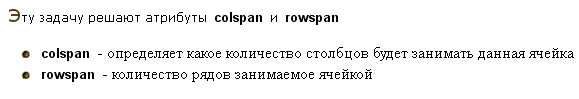 Эту задачу решают атрибуты colspan и rowspan
colspan - определяет какое количество столбцов будет занимать данная ячейка
rowspan - количество рядов занимаемое ячейкой